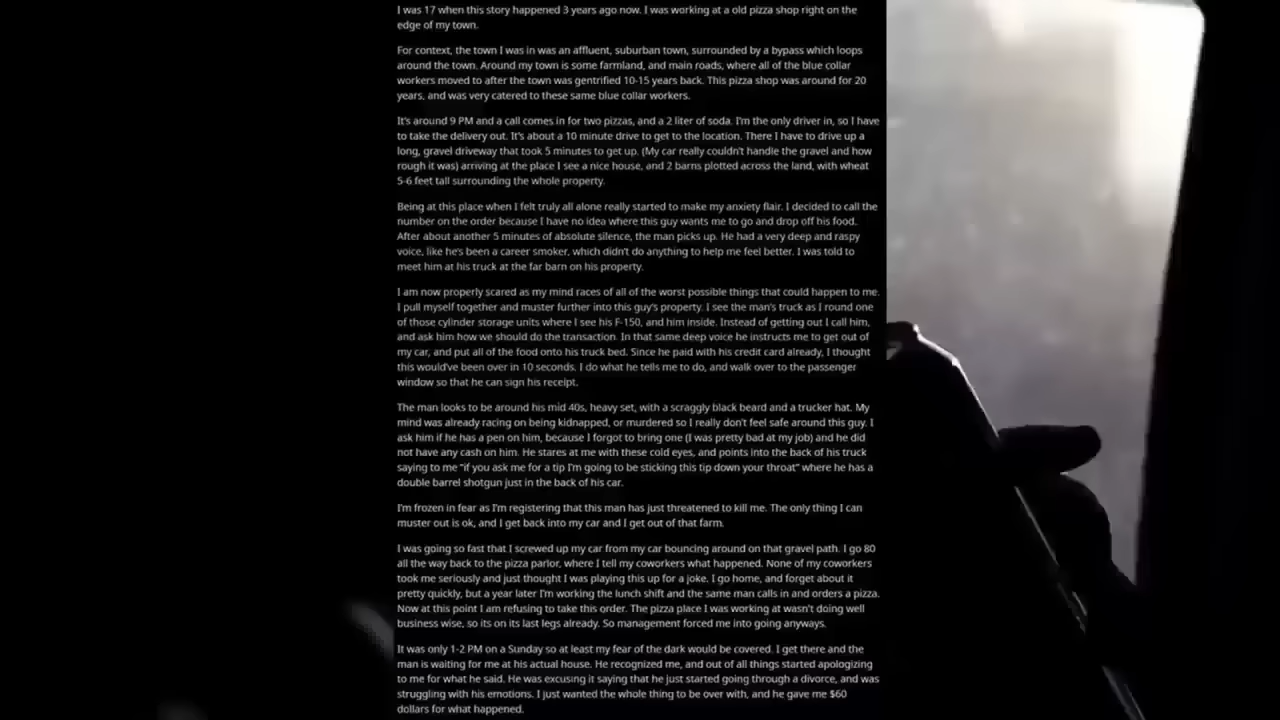 I was 17 when this story happened 3 years ago now. I was working at a old pizza shop right on the
edge of my town.
For context, the town I was in was an affluent, suburban town, surrounded by a bypass which loops
around the town. Around my town is some farmland, and main roads, where all of the blue collar
workers moved to after the town was gentrified 10-15 years back. This pizza shop was around for 20
years, and was very catered to these same blue collar workers.
It's around 9 PM and a call comes in for two pizzas, and a 2 liter of soda. I'm the only driver in, so I have
to take the delivery out. It's about a 10 minute drive to get to the location. There I have to drive up a
long, gravel driveway that took 5 minutes to get up. (My car really couldn't handle the gravel and how
rough it was) arriving at the place I see a nice house, and 2 barns plotted across the land, with wheat
5-6 feet tall surrounding the whole property.
Being at this place when I felt truly all alone really started to make my anxiety flair. I decided to call the
number on the order because I have no idea where this guy wants me to go and drop off his food.
After about another 5 minutes of absolute silence, the man picks up. He had a very deep and raspy
voice, like he's been a career smoker, which didn't do anything to help me feel better. I was told to
meet him at his truck at the far barn on his property.
I am now properly scared as my mind races of all of the worst possible things that could happen to me.
I pull myself together and muster further into this guy's property. I see the man's truck as I round one
of those cylinder storage units where I see his F-150, and him inside. Instead of getting out I call him,
and ask him how we should do the transaction. In that same deep voice he instructs me to get out of
my car, and put all of the food onto his truck bed. Since he paid with his credit card already, I thought
this would've been over in 10 seconds. I do what he tells me to do, and walk over to the passenger
window so that he can sign his receipt.
The man looks to be around his mid 40s, heavy set, with a scraggly black beard and a trucker hat. My
mind was already racing on being kidnapped, or murdered so I really don't feel safe around this guy. I
ask him if he has a pen on him, because I forgot to bring one (I was pretty bad at my job) and he did
not have any cash on him. He stares at me with these cold eyes, and points into the back of his truck
saying to me "if you ask me for a tip I'm going to be sticking this tip down your throat" where he has a
double barrel shotgun just in the back of his car.
I'm frozen in fear as I'm registering that this man has just threatened to kill me. The only thing I can
muster out is ok, and I get back into my car and I get out of that farm.
I was going so fast that I screwed up my car from my car bouncing around on that gravel path. I go 80
all the way back to the pizza parlor, where I tell my coworkers what happened. None of my coworkers
took me seriously and just thought I was playing this up for a joke. I go home, and forget about it
pretty quickly, but a year later I'm working the lunch shift and the same man calls in and orders a pizza.
Now at this point I am refusing to take this order. The pizza place I was working at wasn't doing well
business wise, so its on its last legs already. So management forced me into going anyways.
It was only 1-2 PM on a Sunday so at least my fear of the dark would be covered. I get there and the
man is waiting for me at his actual house. He recognized me, and out of all things started apologizing
to me for what he said. He was excusing it saying that he just started going through a divorce, and was
struggling with his emotions. I just wanted the whole thing to be over with, and he gave me $60
dollars for what happened.